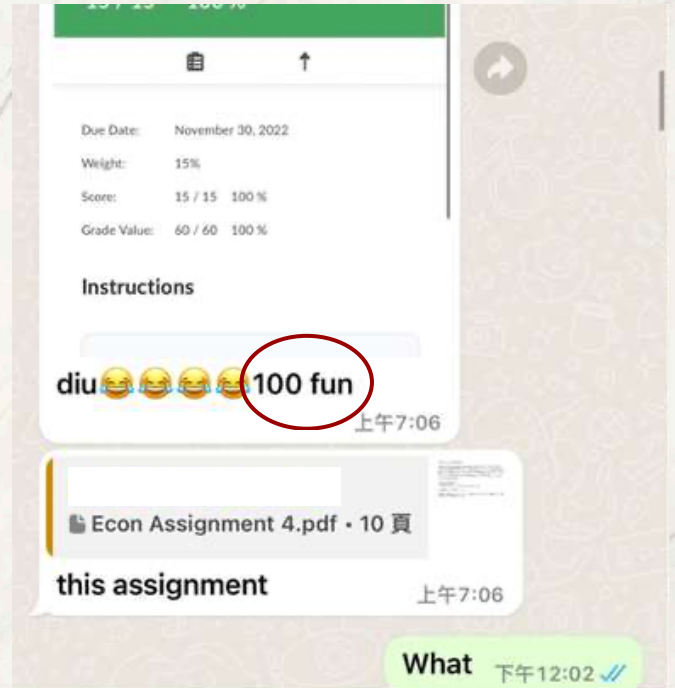 15 / 15 100 %
Due Date: November 30, 2022
Weight: 15%
Score: 15 / 15 100 %
Grade Value: 60 / 60 100 %
Instructions
diu😂😂😂😂100 fun
上午7:06
Econ Assignment 4.pdf • 10 頁
this assignment
上午7:06
What
下午12:02